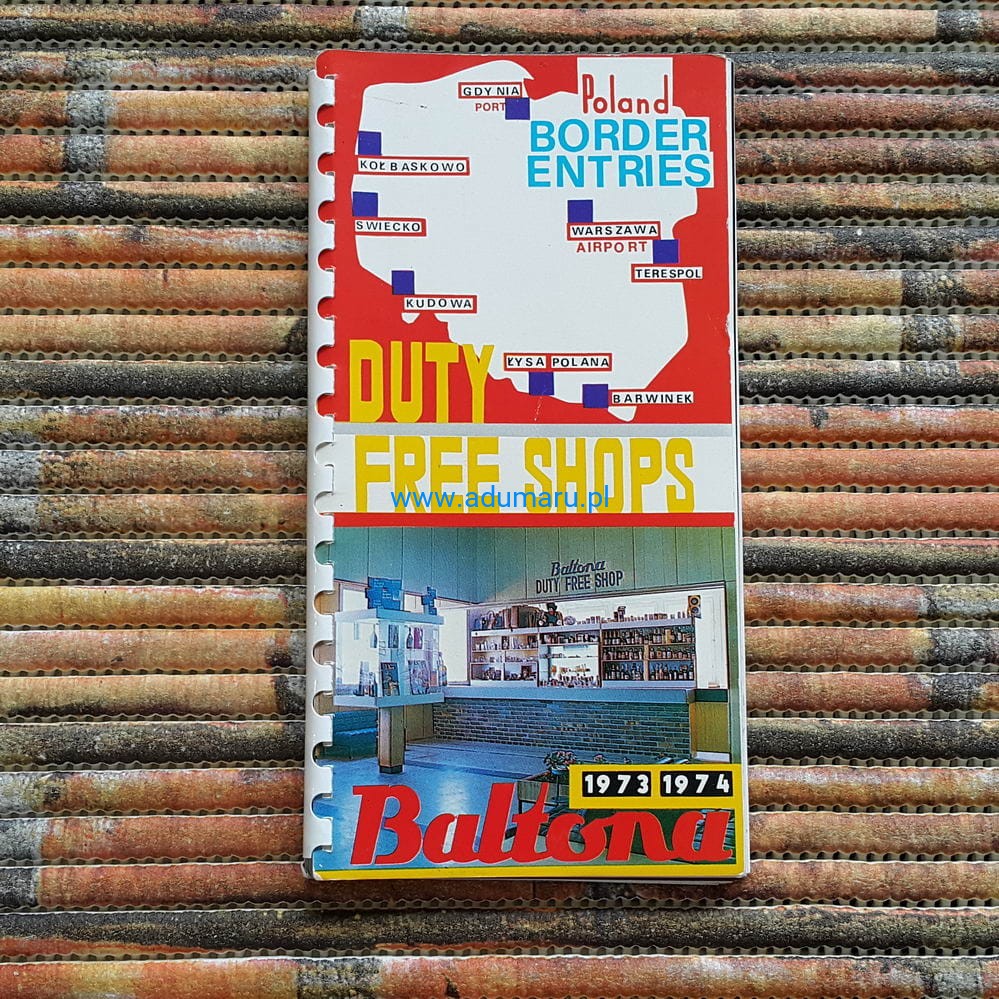 GDYNIA
PORT
Poland
BORDER
ENTRIES
KOŁBASKOWO
SWIECKO
WARSZAWA
AIRPORT
TERESPOL
KUDOWA
ŁYSA POLANA
BARWINEK
DUTY
FREE SHOPS
www.adumaru.pl
Baltona
DUTY FREE SHOP
1973 1974
Baltona